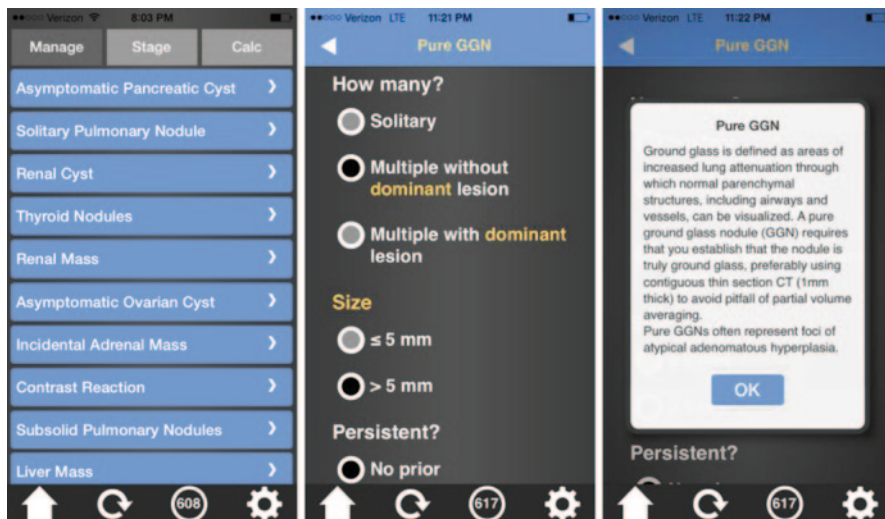 Verizon 8:03 PM
Manage Stage Calc
Asymptomatic Pancreatic Cyst
Solitary Pulmonary Nodule
Renal Cyst
Thyroid Nodules
Renal Mass
Asymptomatic Ovarian Cyst
Incidental Adrenal Mass
Contrast Reaction
Subsolid Pulmonary Nodules
Liver Mass
608
Verizon LTE 11:21 PM
Pure GGN
How many?
Solitary
Multiple without
dominant lesion
Multiple with dominant
lesion
Size
≤ 5 mm
> 5 mm
Persistent?
No prior
617
Verizon LTE 11:22 PM
Pure GGN
Pure GGN
Ground glass is defined as areas of
increased lung attenuation through
which normal parenchymal
structures, including airways and
vessels, can be visualized. A pure
ground glass nodule (GGN) requires
that you establish that the nodule is
truly ground glass, preferably using
contiguous thin section CT (1mm
thick) to avoid pitfall of partial volume
averaging.
Pure GGNs often represent foci of
atypical adenomatous hyperplasia.
OK
Persistent?
617